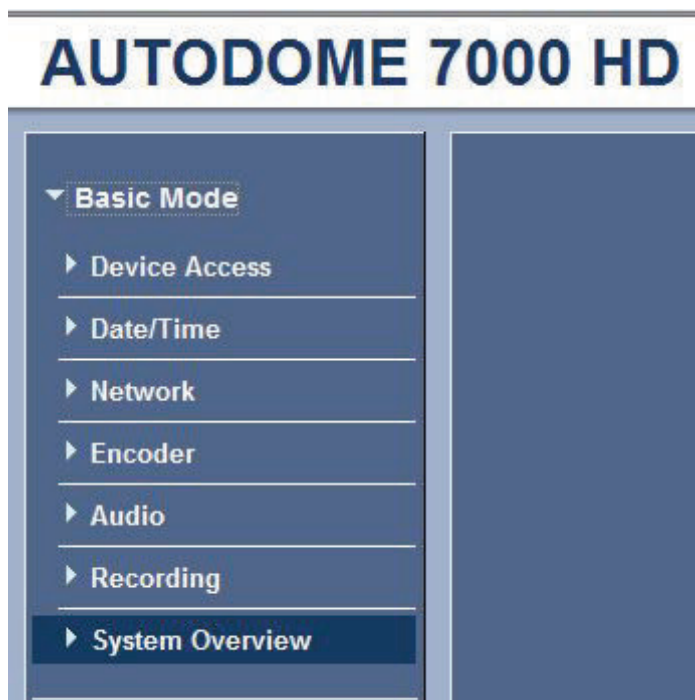 AUTODOME 7000 HD
Basic Mode
Device Access
Date/Time
Network
Encoder
Audio
Recording
System Overview